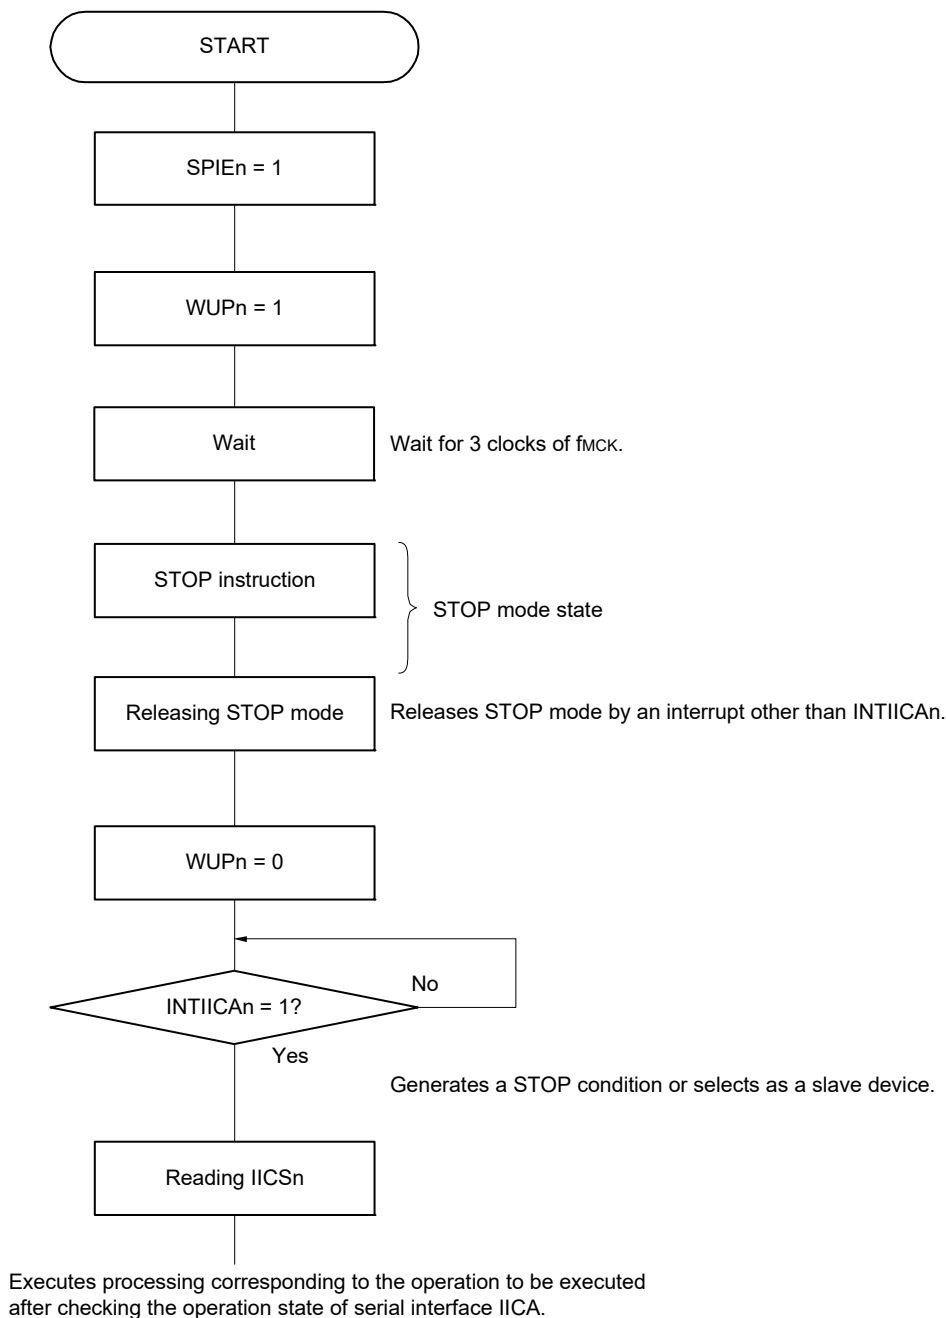 START
SPIEn = 1
WUPn = 1
Wait
Wait for 3 clocks of fMCK.
STOP instruction
STOP mode state
Releasing STOP mode
Releases STOP mode by an interrupt other than INTIICAn.
WUPn = 0
No
INTIICAn = 1?
Yes
Generates a STOP condition or selects as a slave device.
Reading IICSn
Executes processing corresponding to the operation to be executed
after checking the operation state of serial interface IICA.